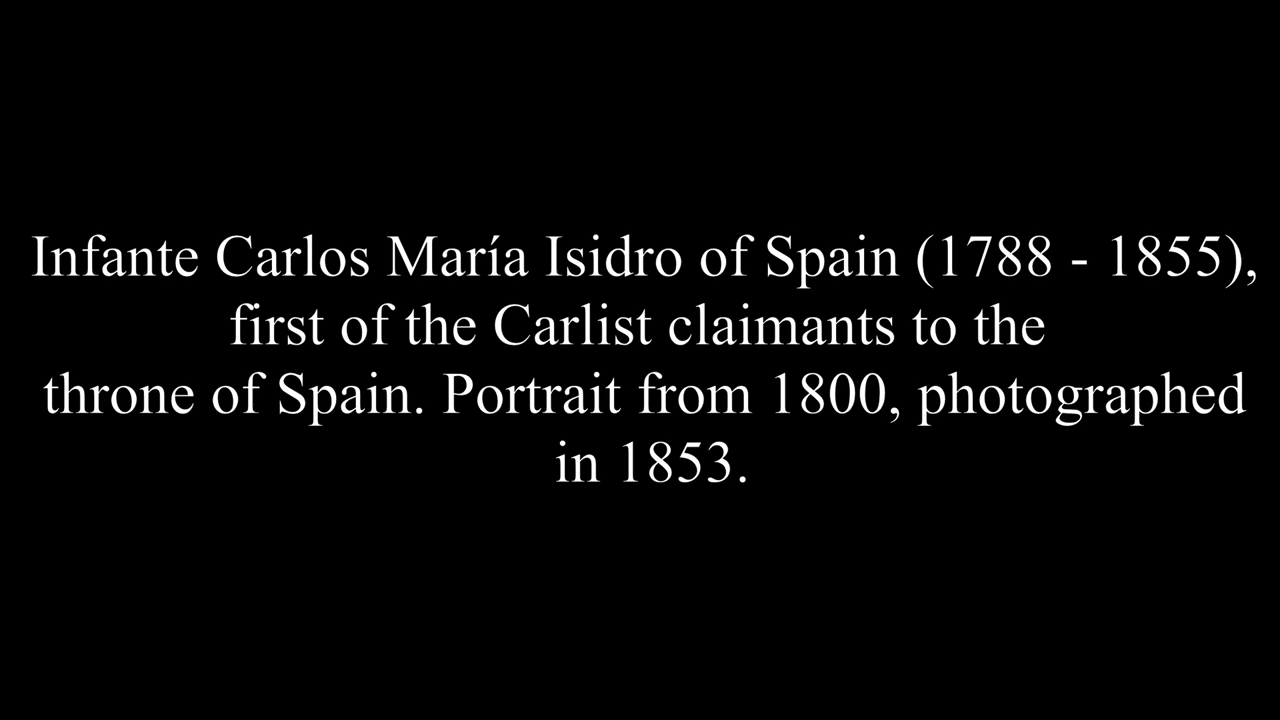 Infante Carlos María Isidro of Spain (1788 - 1855),
first of the Carlist claimants to the
throne of Spain. Portrait from 1800, photographed
in 1853.